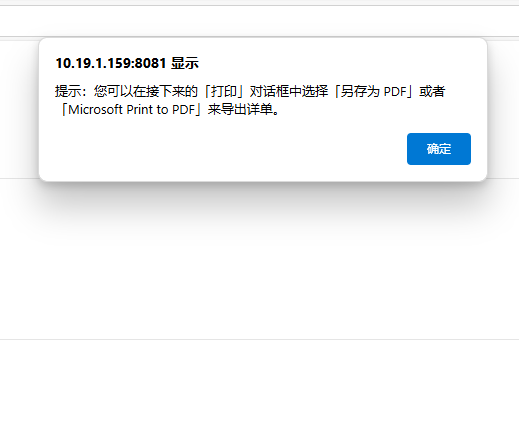 10.19.1.159:8081 显示
提示：您可以在接下来的「打印」对话框中选择「另存为 PDF」或者
「Microsoft Print to PDF」来导出详单。
确定